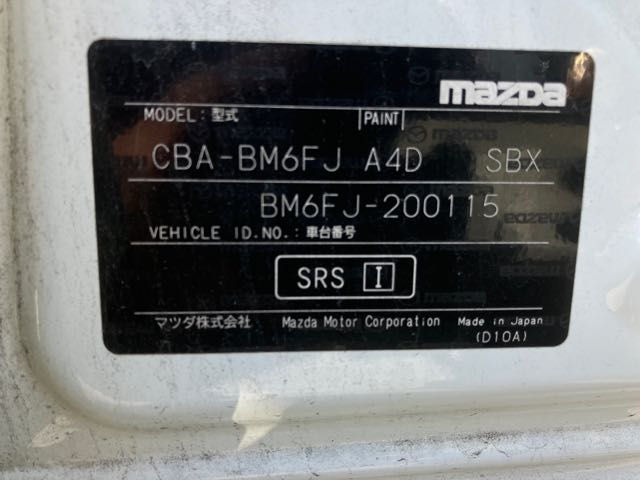 mazda
MODEL:型式 PAINT
CBA-BM6FJ A4D SBX
BM6FJ-200115
VEHICLE ID.NO.:車台番号
SRS I
マツダ株式会社 Mazda Motor Corporation Made in Japan
(D10A)